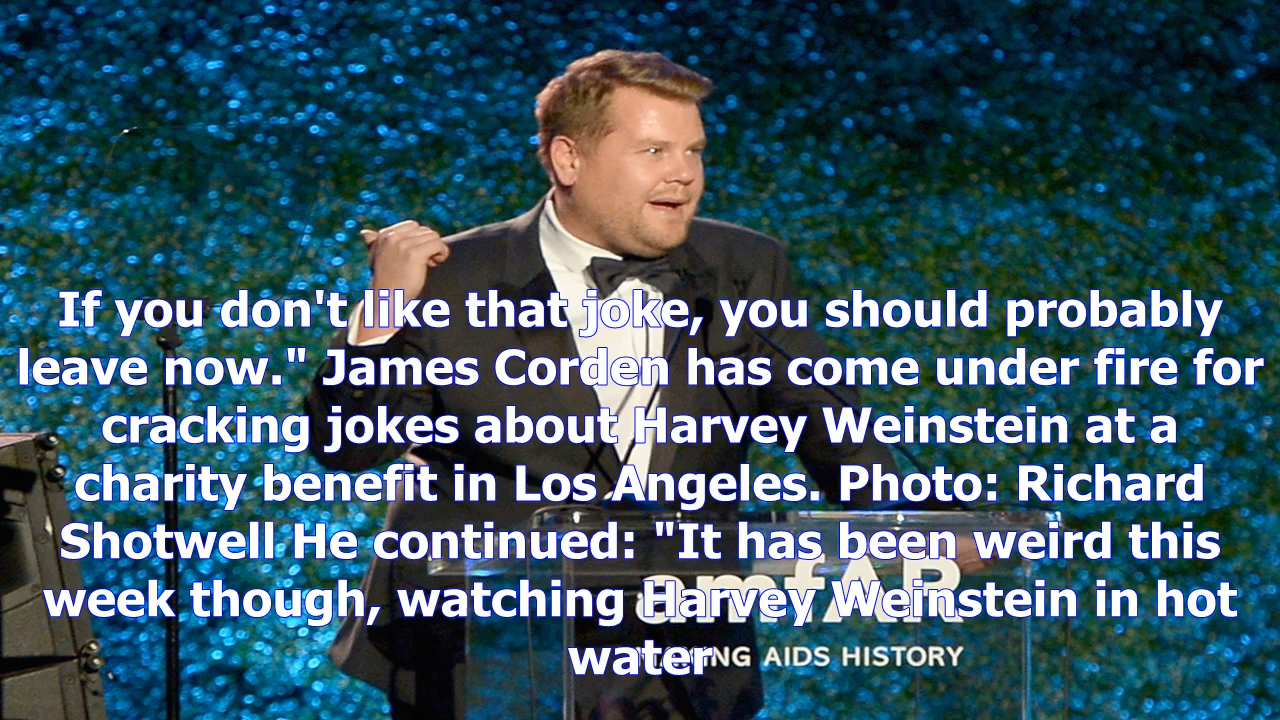 If you don't like that joke, you should probably
leave now." James Corden has come under fire for
cracking jokes about Harvey Weinstein at a
charity benefit in Los Angeles. Photo: Richard
Shotwell He continued: "It has been weird this
amfAR
week though, watching Harvey Weinstein in hot
water
AIDS HISTORY